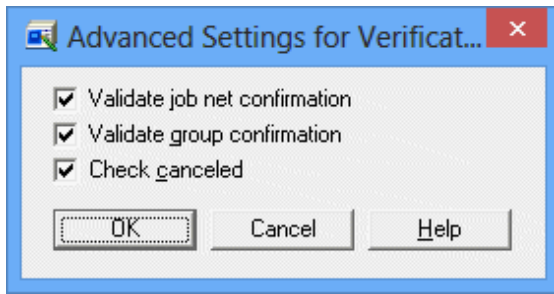 Advanced Settings for Verificat...
Validate job net confirmation
Validate group confirmation
Check canceled
OK Cancel Help